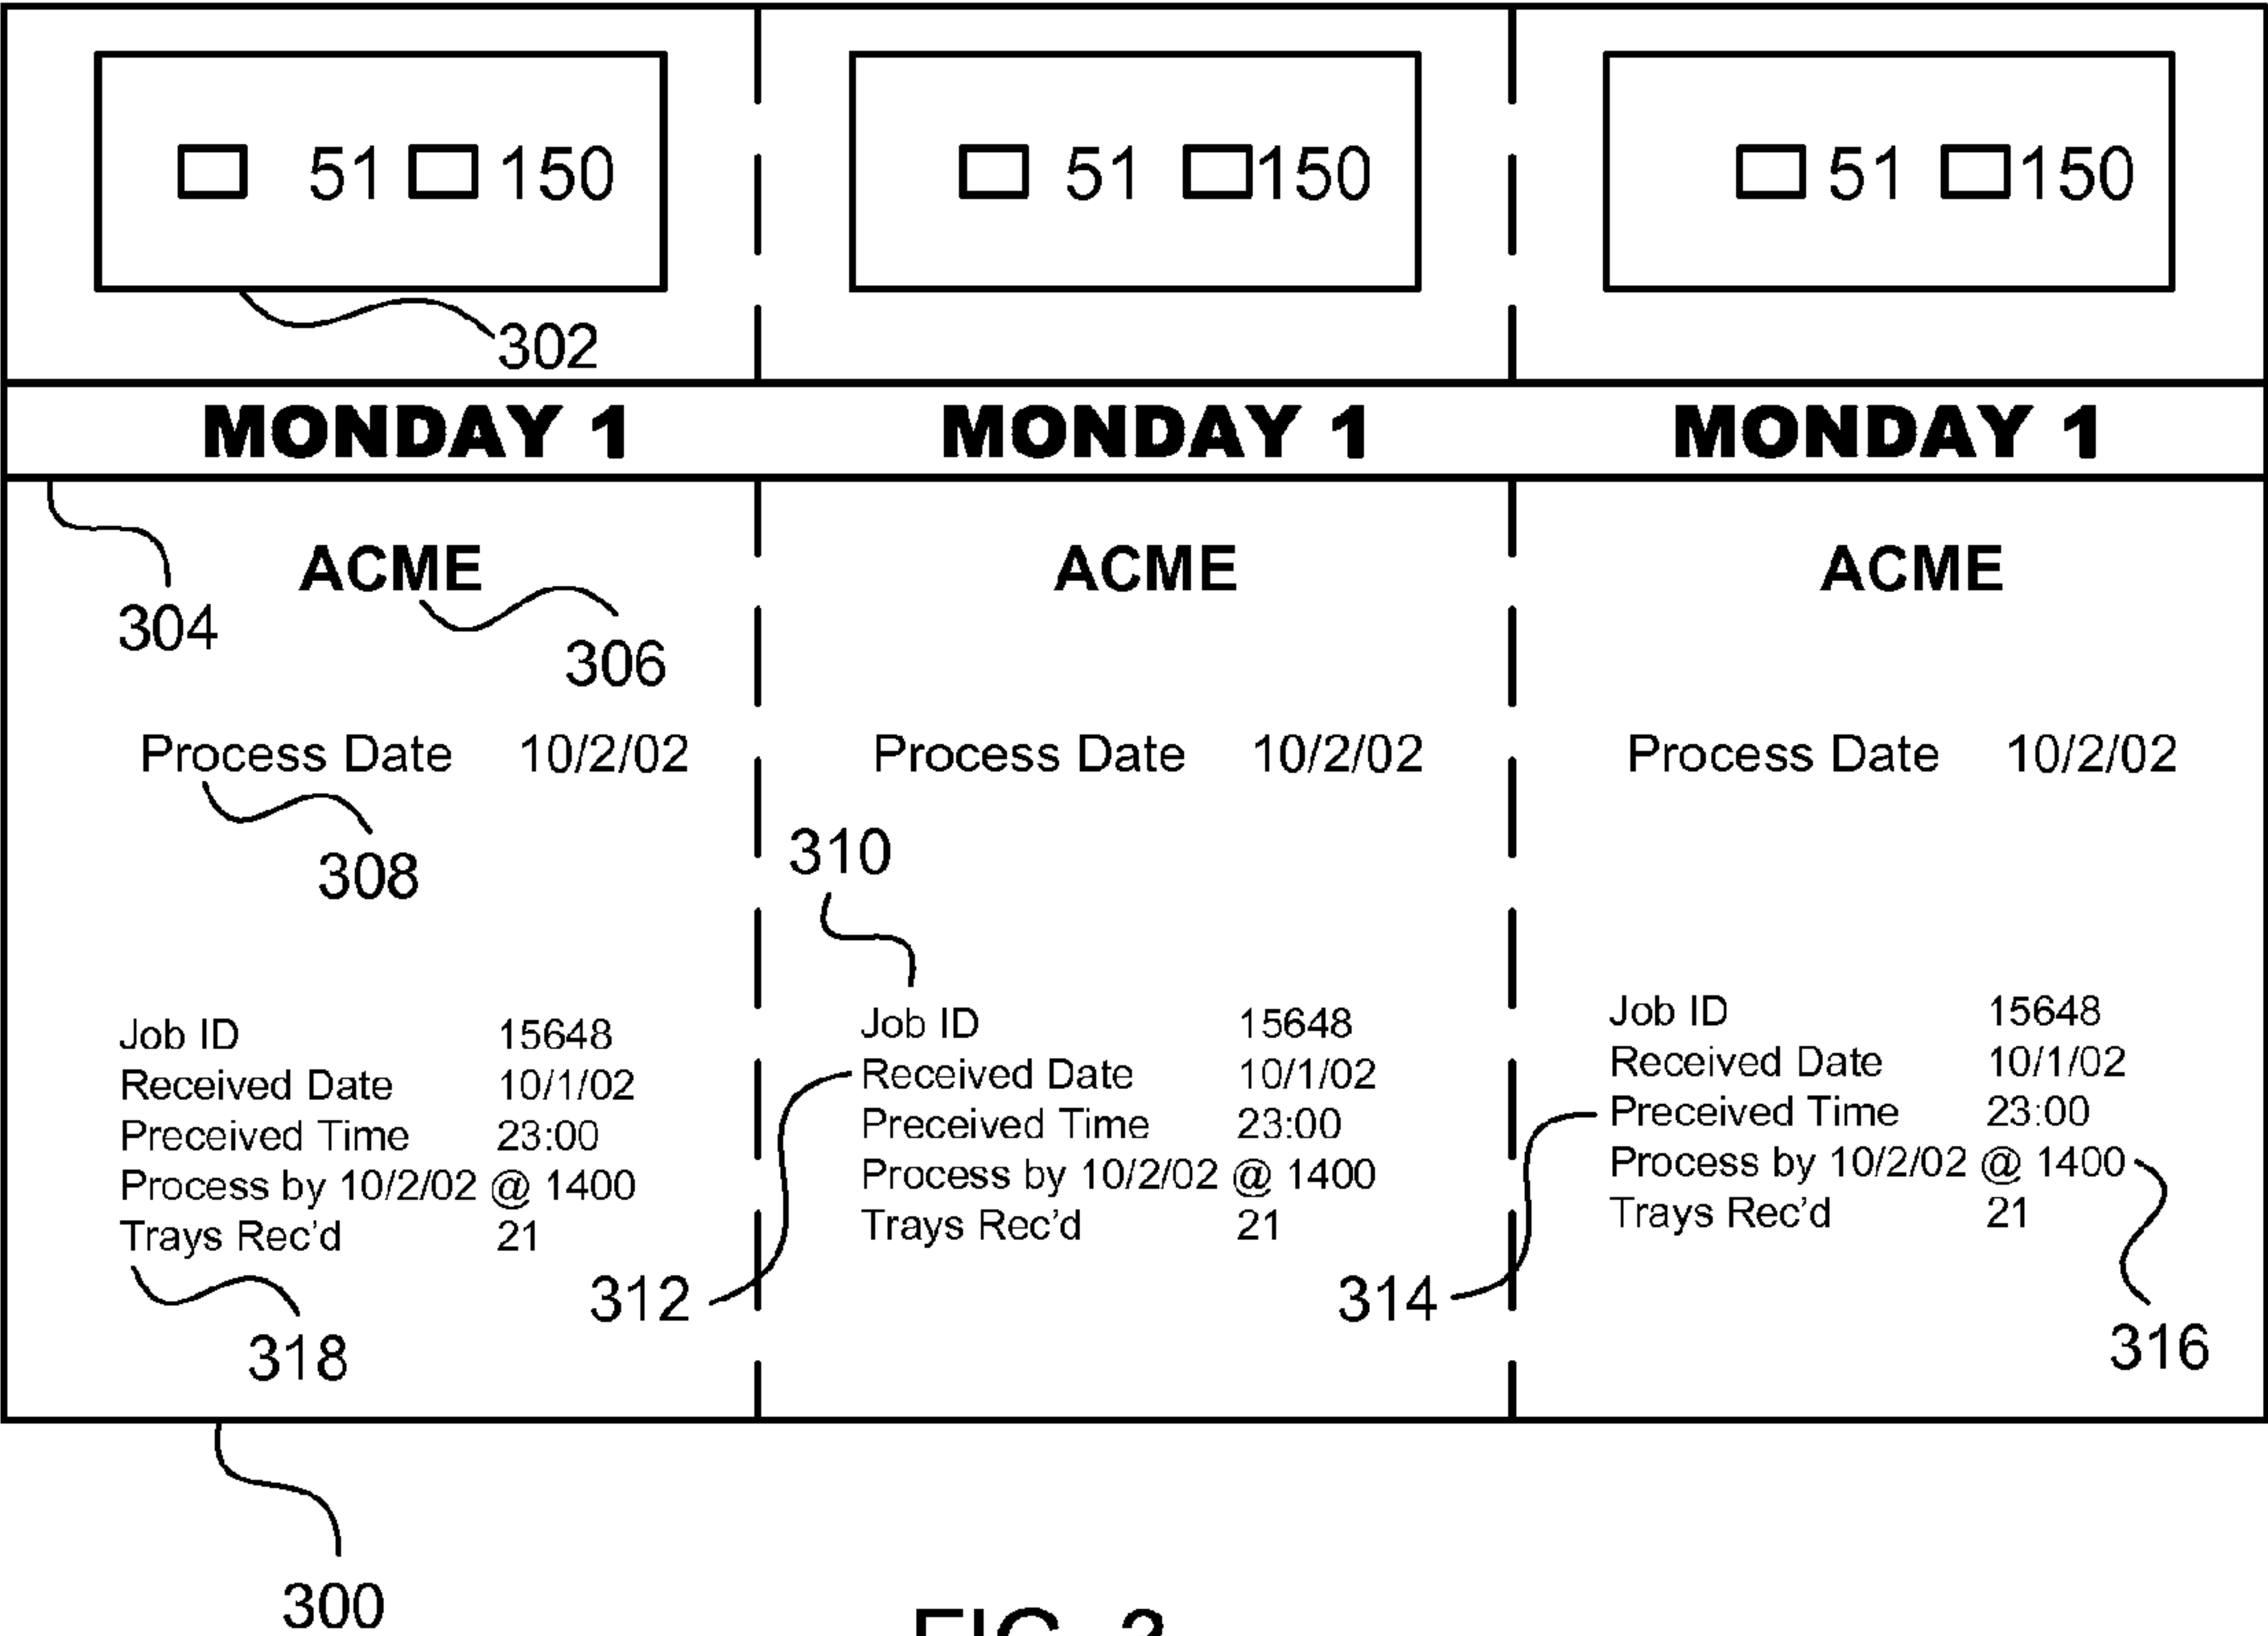 51 150 51 150 51 150
302
MONDAY 1 MONDAY 1 MONDAY 1
ACME ACME ACME
304
306
Process Date 10/2/02 Process Date 10/2/02 Process Date 10/2/02
310
308
Job ID 15648 Job ID 15648 Job ID 15648
Received Date 10/1/02 Received Date 10/1/02 Received Date 10/1/02
Preceived Time 23:00 Preceived Time 23:00 Preceived Time 23:00
Process by 10/2/02 @ 1400 Process by 10/2/02 @ 1400 Process by 10/2/02 @ 1400
Trays Rec'd 21 Trays Rec'd 21 Trays Rec'd 21
312 314
318 316
300